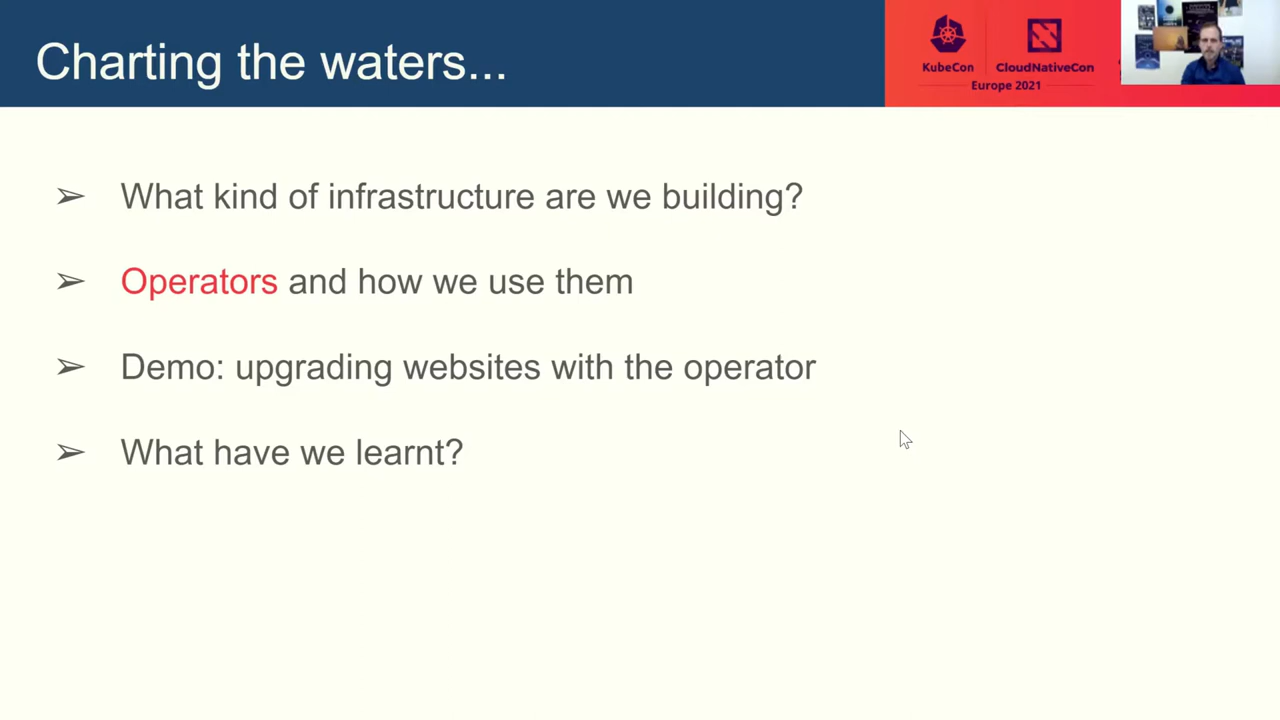 Charting the waters...
KubeCon
CloudNativeCon
Europe 2021
➢ What kind of infrastructure are we building?
➢ Operators and how we use them
➢ Demo: upgrading websites with the operator
➢ What have we learnt?